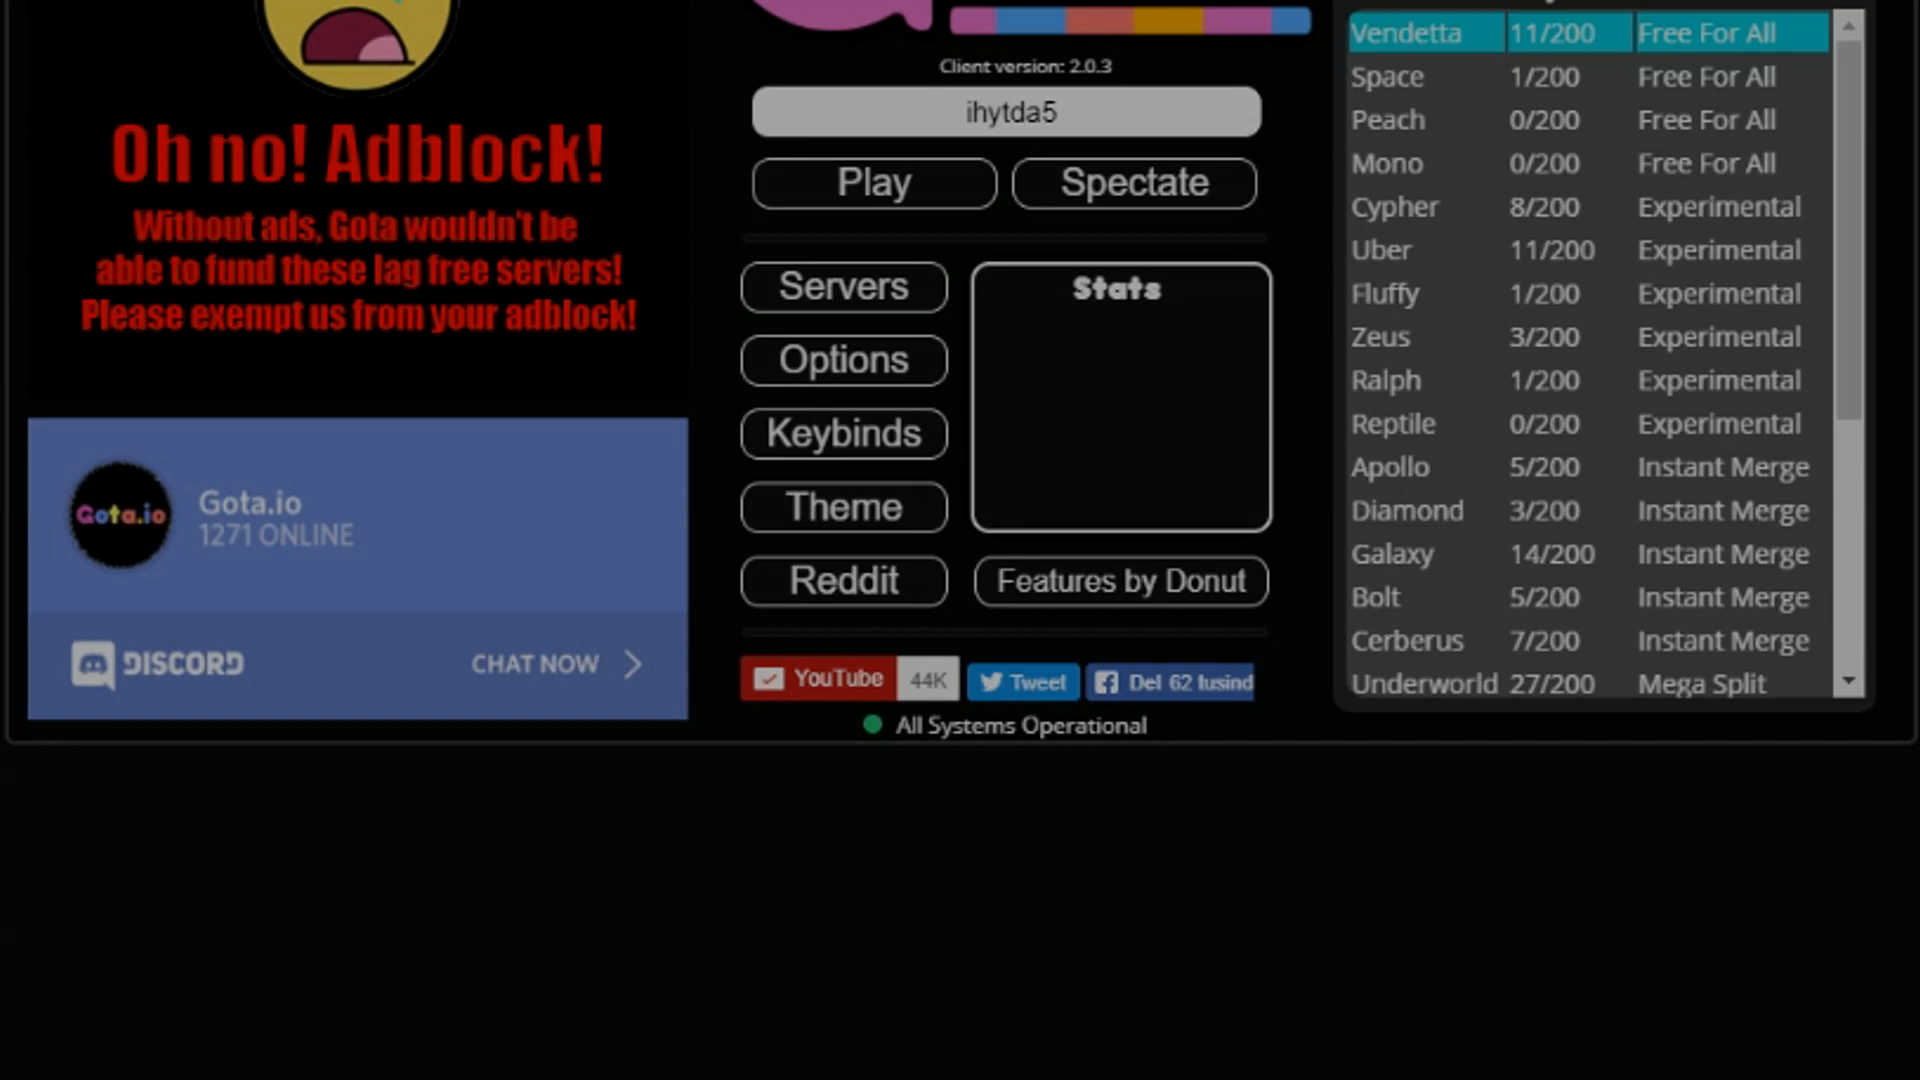 Oh no! Adblock!
Without ads, Gota wouldn't be
able to fund these lag free servers!
Please exempt us from your adblock!
Gota.io
Gota.io
1271 ONLINE
DISCORD
CHAT NOW
Client version: 2.0.3
ihytda5
Play
Spectate
Servers
Stats
Options
Keybinds
Theme
Reddit
Features by Donut
YouTube 44K
Tweet
Del 62 tusind
All Systems Operational
Vendetta 11/200 Free For All
Space 1/200 Free For All
Peach 0/200 Free For All
Mono 0/200 Free For All
Cypher 8/200 Experimental
Uber 11/200 Experimental
Fluffy 1/200 Experimental
Zeus 3/200 Experimental
Ralph 1/200 Experimental
Reptile 0/200 Experimental
Apollo 5/200 Instant Merge
Diamond 3/200 Instant Merge
Galaxy 14/200 Instant Merge
Bolt 5/200 Instant Merge
Cerberus 7/200 Instant Merge
Underworld 27/200 Mega Split